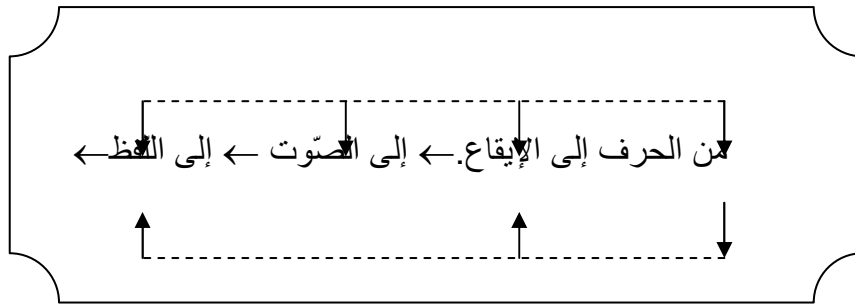 من الحرف إلى الإيقاع.← إلى الصّوت ← إلى اللفظ←